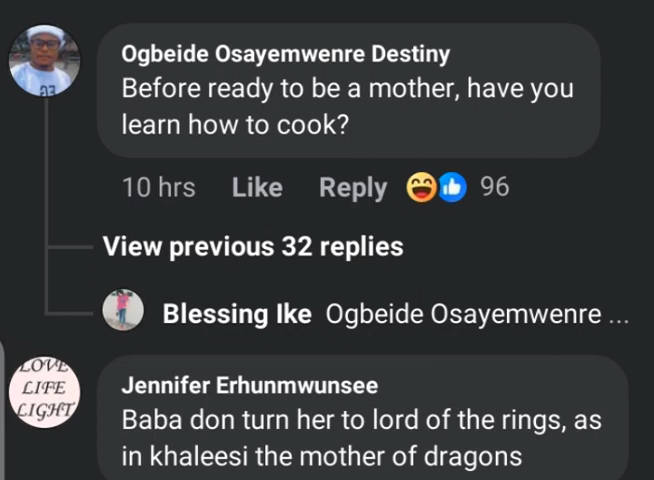 Ogbeide Osayemwenre Destiny
Before ready to be a mother, have you
learn how to cook?
10 hrs Like Reply 96
View previous 32 replies
Blessing Ike Ogbeide Osayemwenre ...
LOVE
LIFE
LIGHT
Jennifer Erhunmwunsee
Baba don turn her to lord of the rings, as
in khaleesi the mother of dragons